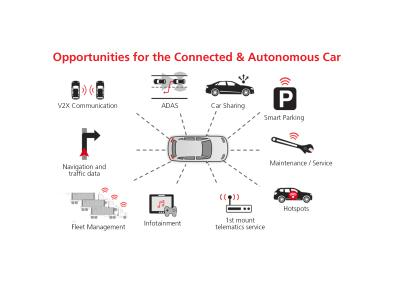 Opportunities for the Connected & Autonomous Car
V2X Communication
ADAS
Car Sharing
P
Smart Parking
Navigation and
traffic data
Maintenance / Service
Fleet Management
Infotainment
1st mount
telematics service
Hotspots